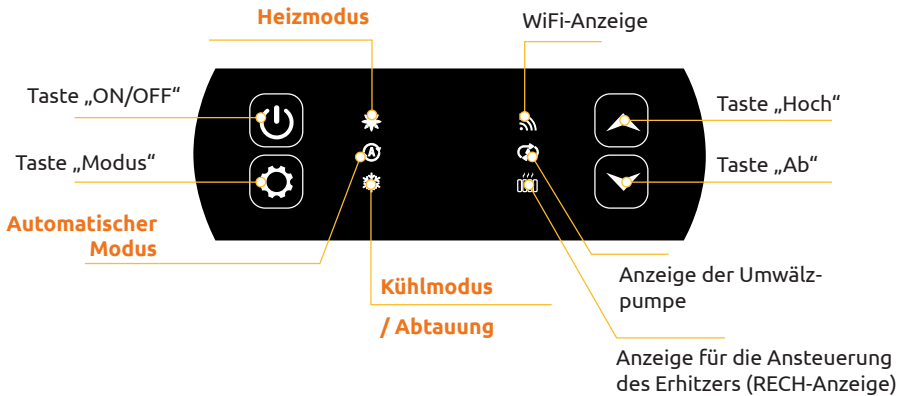 Heizmodus
WiFi-Anzeige
Taste „ON/OFF“
Taste „Hoch“
A
Taste „Modus“
Taste „Ab“
Automatischer
Modus
Kühlmodus
/ Abtauung
Anzeige der Umwälz-
pumpe
Anzeige für die Ansteuerung
des Erhitzers (RECH-Anzeige)